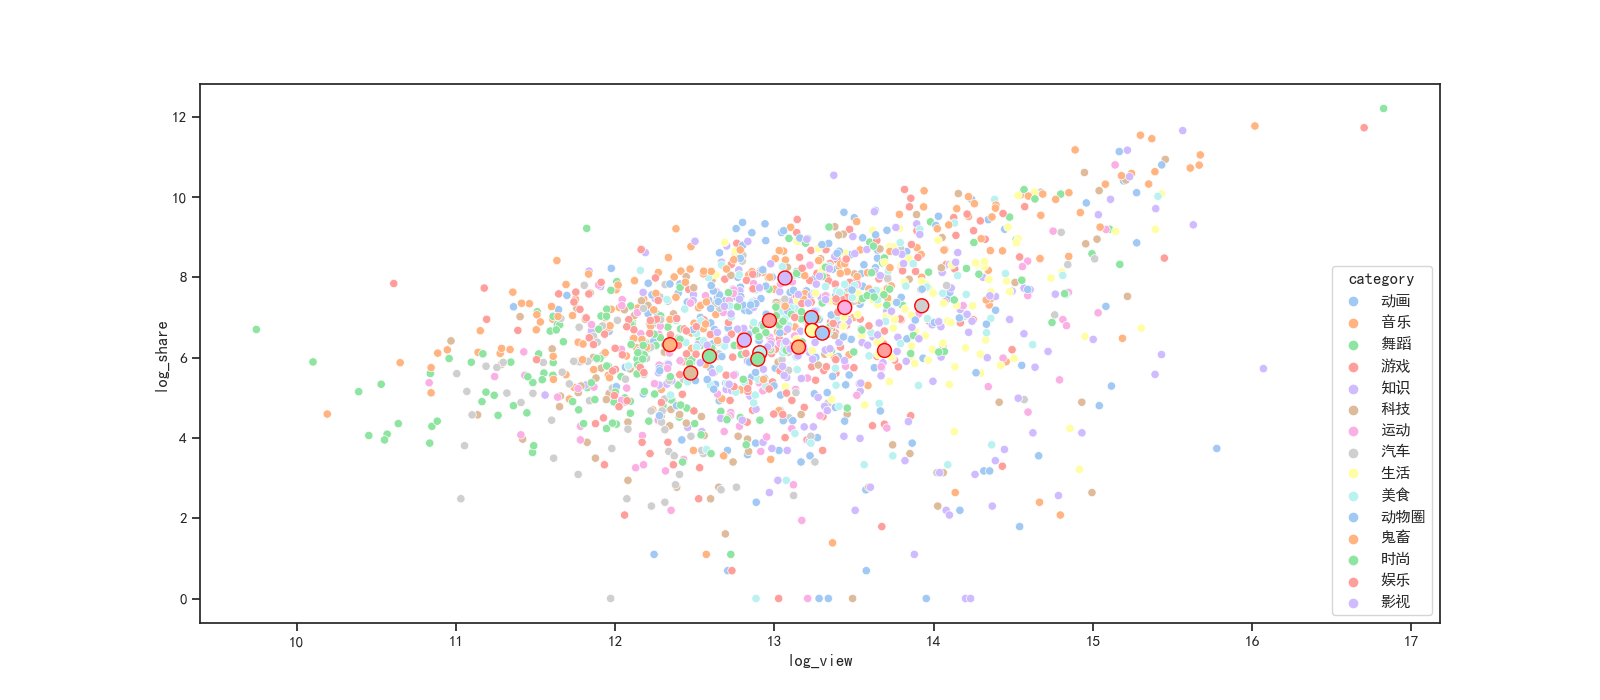 12
10
8
6
4
2
0
log_share
10 11 12 13 14 15 16 17
log_view
category
动画
音乐
舞蹈
游戏
知识
科技
运动
汽车
生活
美食
动物圈
鬼畜
时尚
娱乐
影视